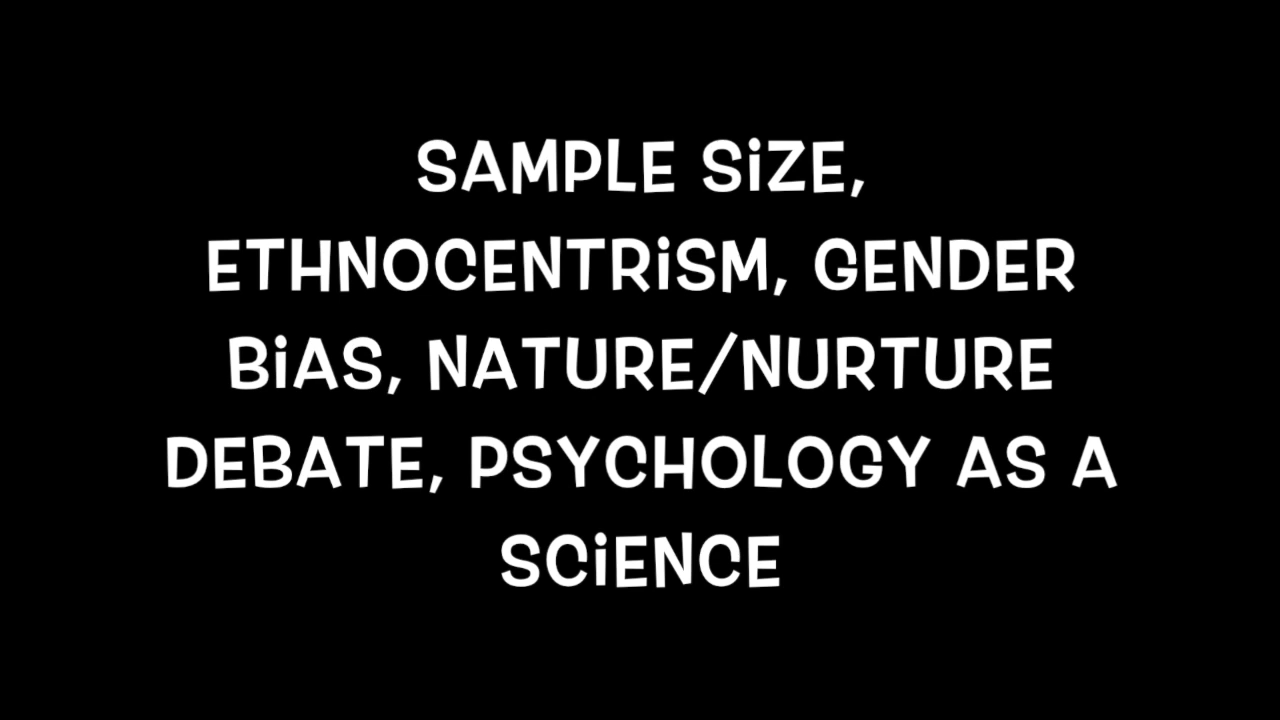 SAMPLE SiZE,
ETHNOCENTRiSM, GENDER
BiAS, NATURE/NURTURE
DEBATE, PSYCHOLOGY AS A
SCiENCE